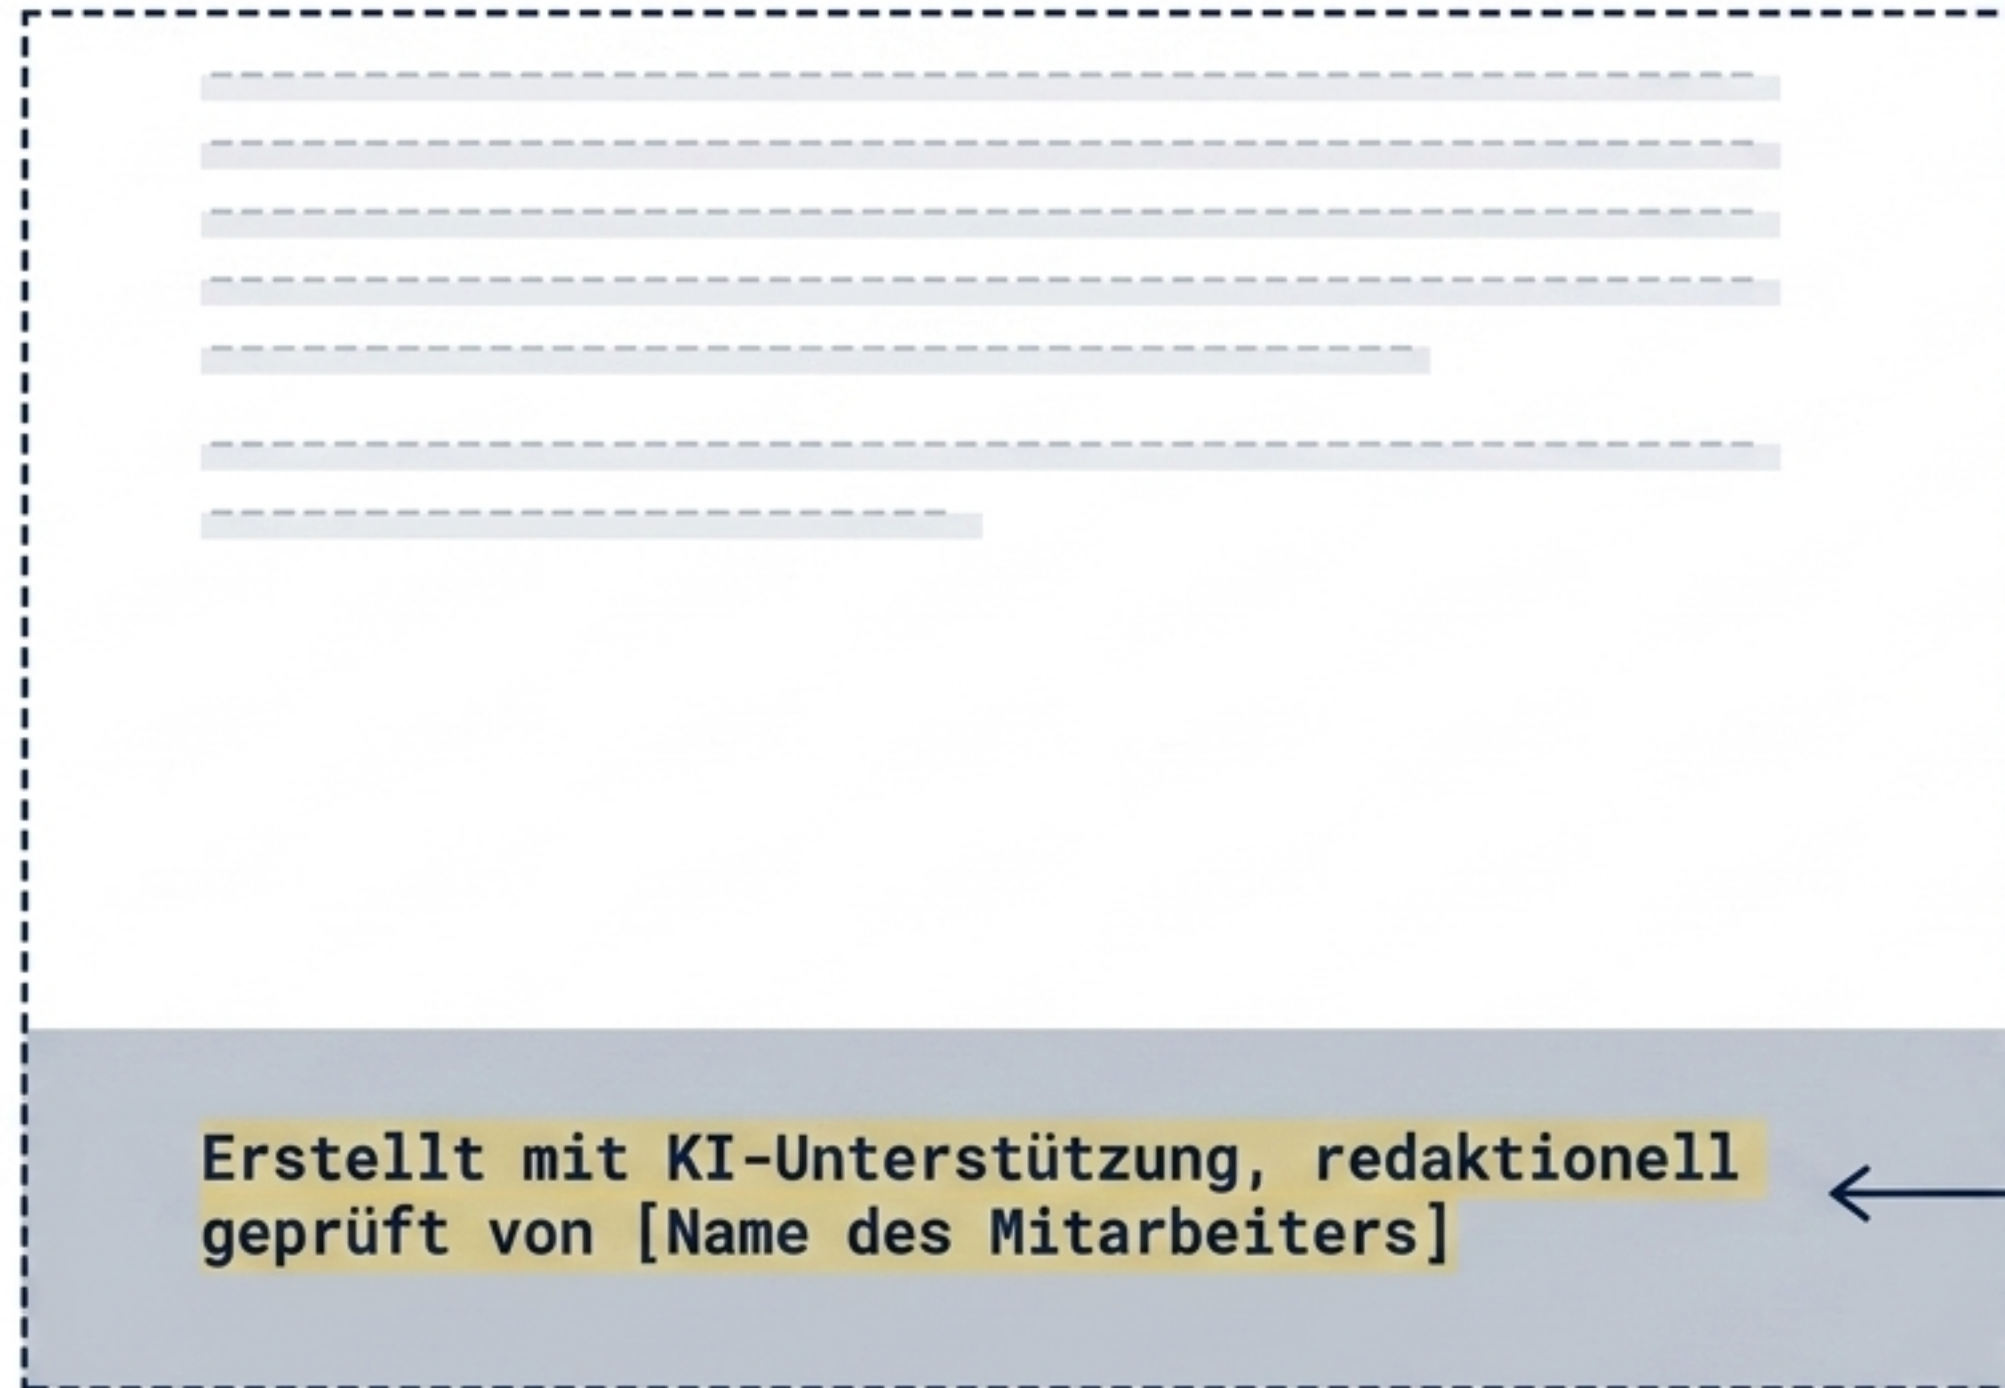 Erstellt mit KI-Unterstützung, redaktionell
geprüft von [Name des Mitarbeiters]